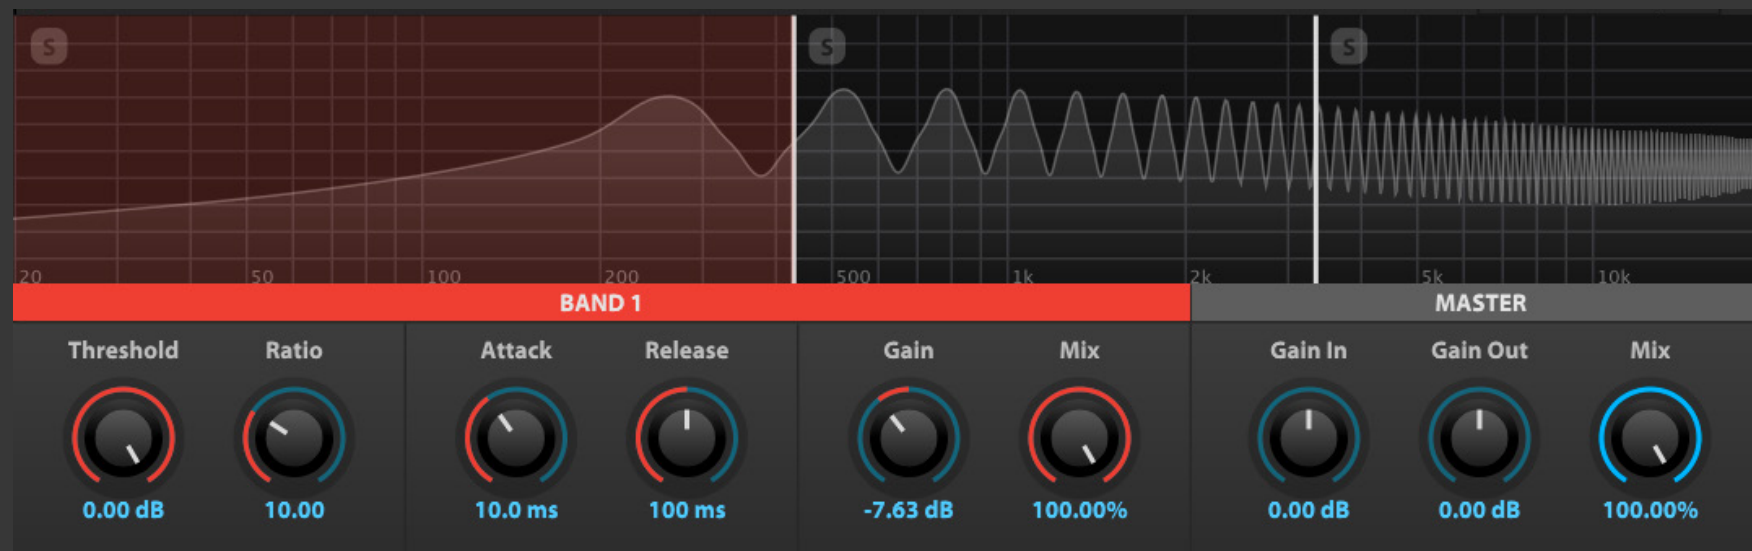 S S S
20 50 100 200 500 1k 2k 5k 10k
BAND 1 MASTER
Threshold Ratio Attack Release Gain Mix Gain In Gain Out Mix
0.00 dB 10.00 10.0 ms 100 ms -7.63 dB 100.00% 0.00 dB 0.00 dB 100.00%